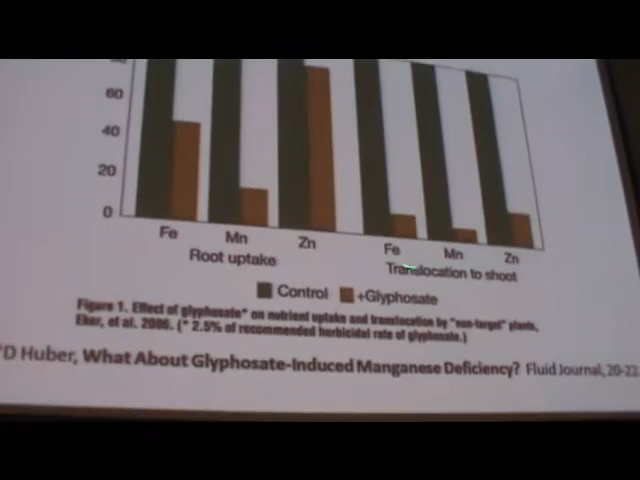 80
60
40
20
0
Fe Mn Zn Fe Mn Zn
Root uptake Translocation to shoot
Control +Glyphosate
Figure 1. Effect of glyphosate* on nutrient uptake and translocation by "non-target" plants,
Eker, et al. 2006. (* 2.5% of recommended herbicidal rate of glyphosate.)
D Huber, What About Glyphosate-Induced Manganese Deficiency? Fluid Journal, 20-22